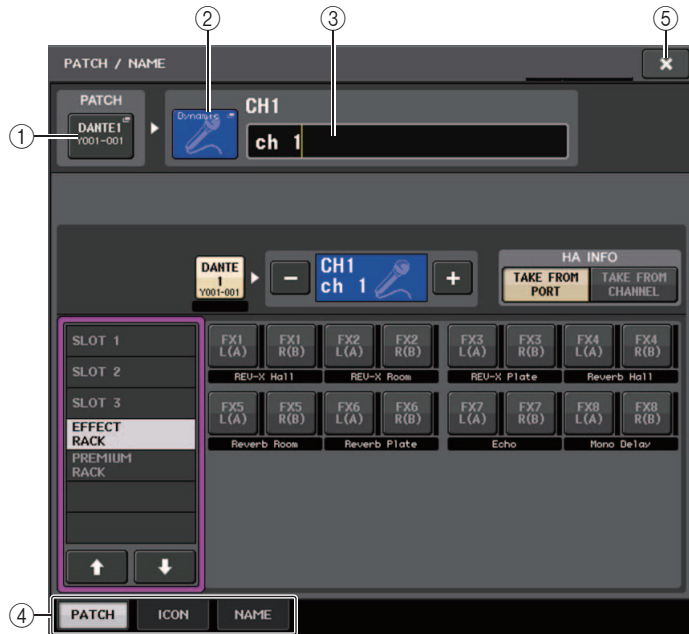 ① ② ③ ④ ⑤
PATCH / NAME
PATCH
DANTE1
Y001-001
Dynamic
CH1
ch 1
DANTE
1
Y001-001
CH1
ch 1
HA INFO
TAKE FROM
PORT
TAKE FROM
CHANNEL
SLOT 1
SLOT 2
SLOT 3
EFFECT
RACK
PREMIUM
RACK
FX1
L(A)
FX1
R(B)
FX2
L(A)
FX2
R(B)
FX3
L(A)
FX3
R(B)
FX4
L(A)
FX4
R(B)
REV-X Hall
REV-X Room
REV-X Plate
Reverb Hall
FX5
L(A)
FX5
R(B)
FX6
L(A)
FX6
R(B)
FX7
L(A)
FX7
R(B)
FX8
L(A)
FX8
R(B)
Reverb Room
Reverb Plate
Echo
Mono Delay
PATCH
ICON
NAME